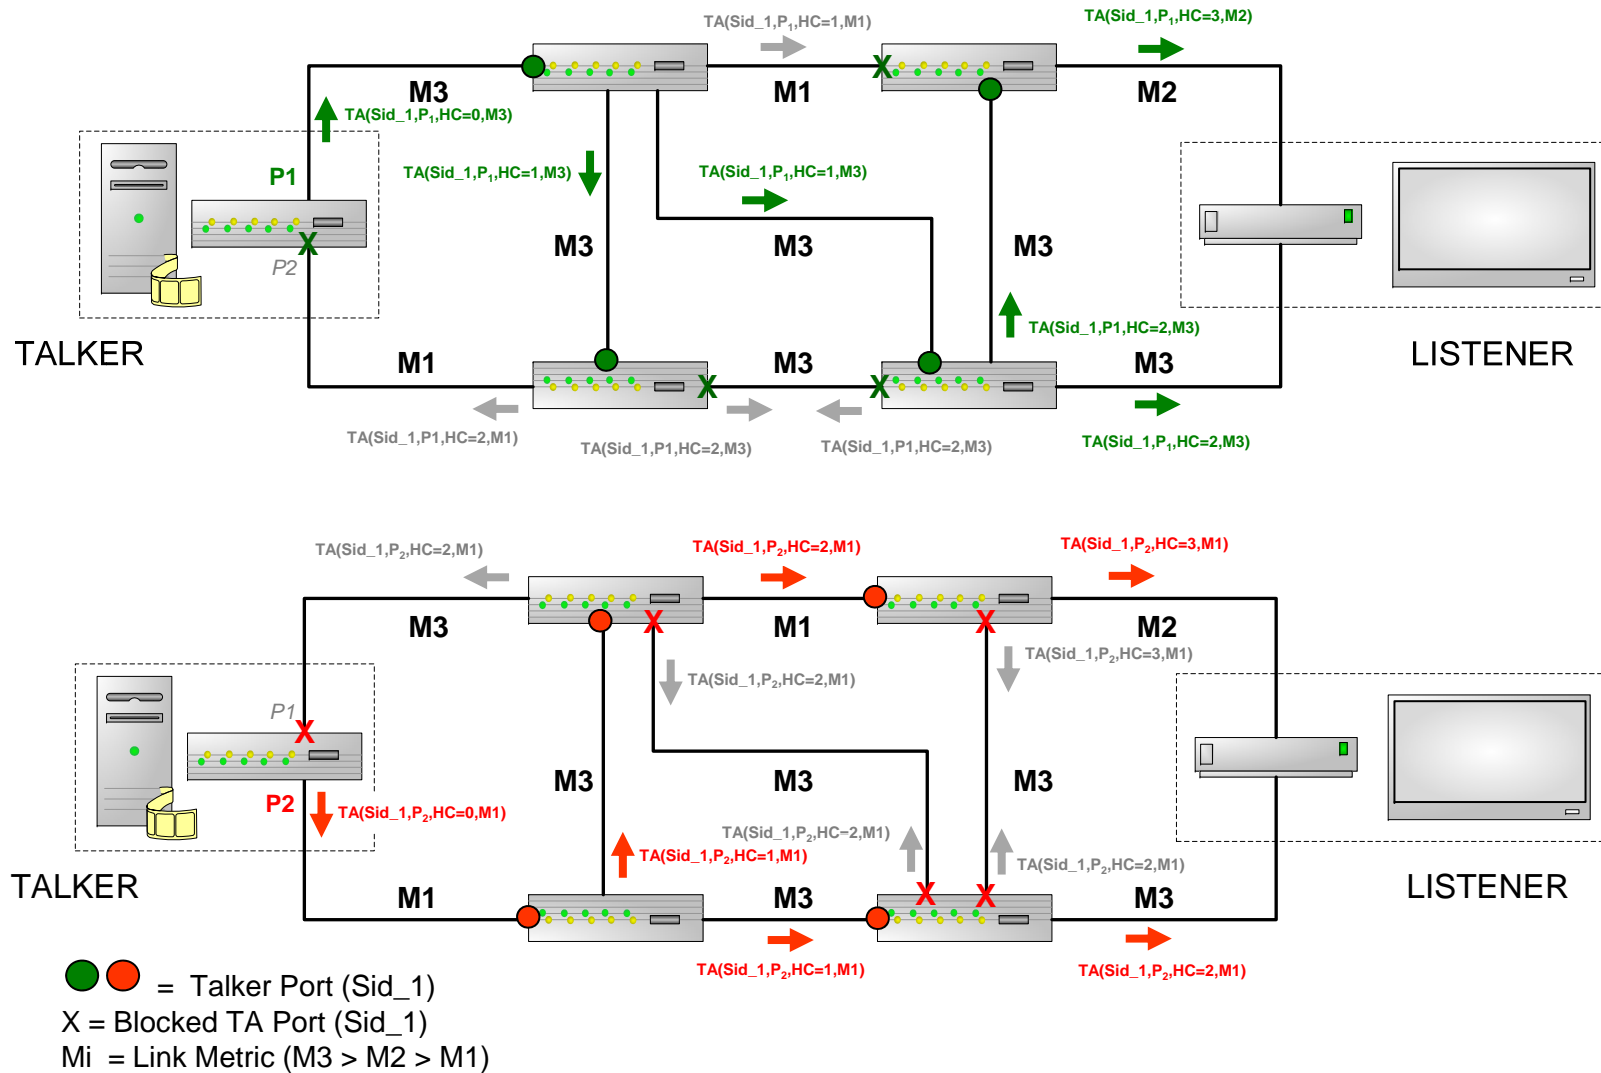 TA(Sid_1,P1,HC=1,M1)
TA(Sid_1,P1,HC=3,M2)
M3
M1
M2
TA(Sid_1,P1,HC=0,M3)
P1
TA(Sid_1,P1,HC=1,M3)
TA(Sid_1,P1,HC=1,M3)
X
X
P2
M3
M3
M3
TALKER
TA(Sid_1,P1,HC=2,M3)
LISTENER
M1
M3
M3
X
X
TA(Sid_1,P1,HC=2,M1)
TA(Sid_1,P1,HC=2,M3)
TA(Sid_1,P1,HC=2,M3)
TA(Sid_1,P1,HC=2,M3)
TA(Sid_1,P2,HC=2,M1)
TA(Sid_1,P2,HC=2,M1)
TA(Sid_1,P2,HC=3,M1)
M3
M1
M2
X
X
TA(Sid_1,P2,HC=2,M1)
TA(Sid_1,P2,HC=3,M1)
P1
X
M3
M3
M3
P2
TA(Sid_1,P2,HC=0,M1)
TA(Sid_1,P2,HC=1,M1)
TA(Sid_1,P2,HC=2,M1)
TA(Sid_1,P2,HC=2,M1)
TALKER
LISTENER
M1
M3
M3
X
X
TA(Sid_1,P2,HC=1,M1)
TA(Sid_1,P2,HC=2,M1)
= Talker Port (Sid_1)
X = Blocked TA Port (Sid_1)
Mi = Link Metric (M3 > M2 > M1)